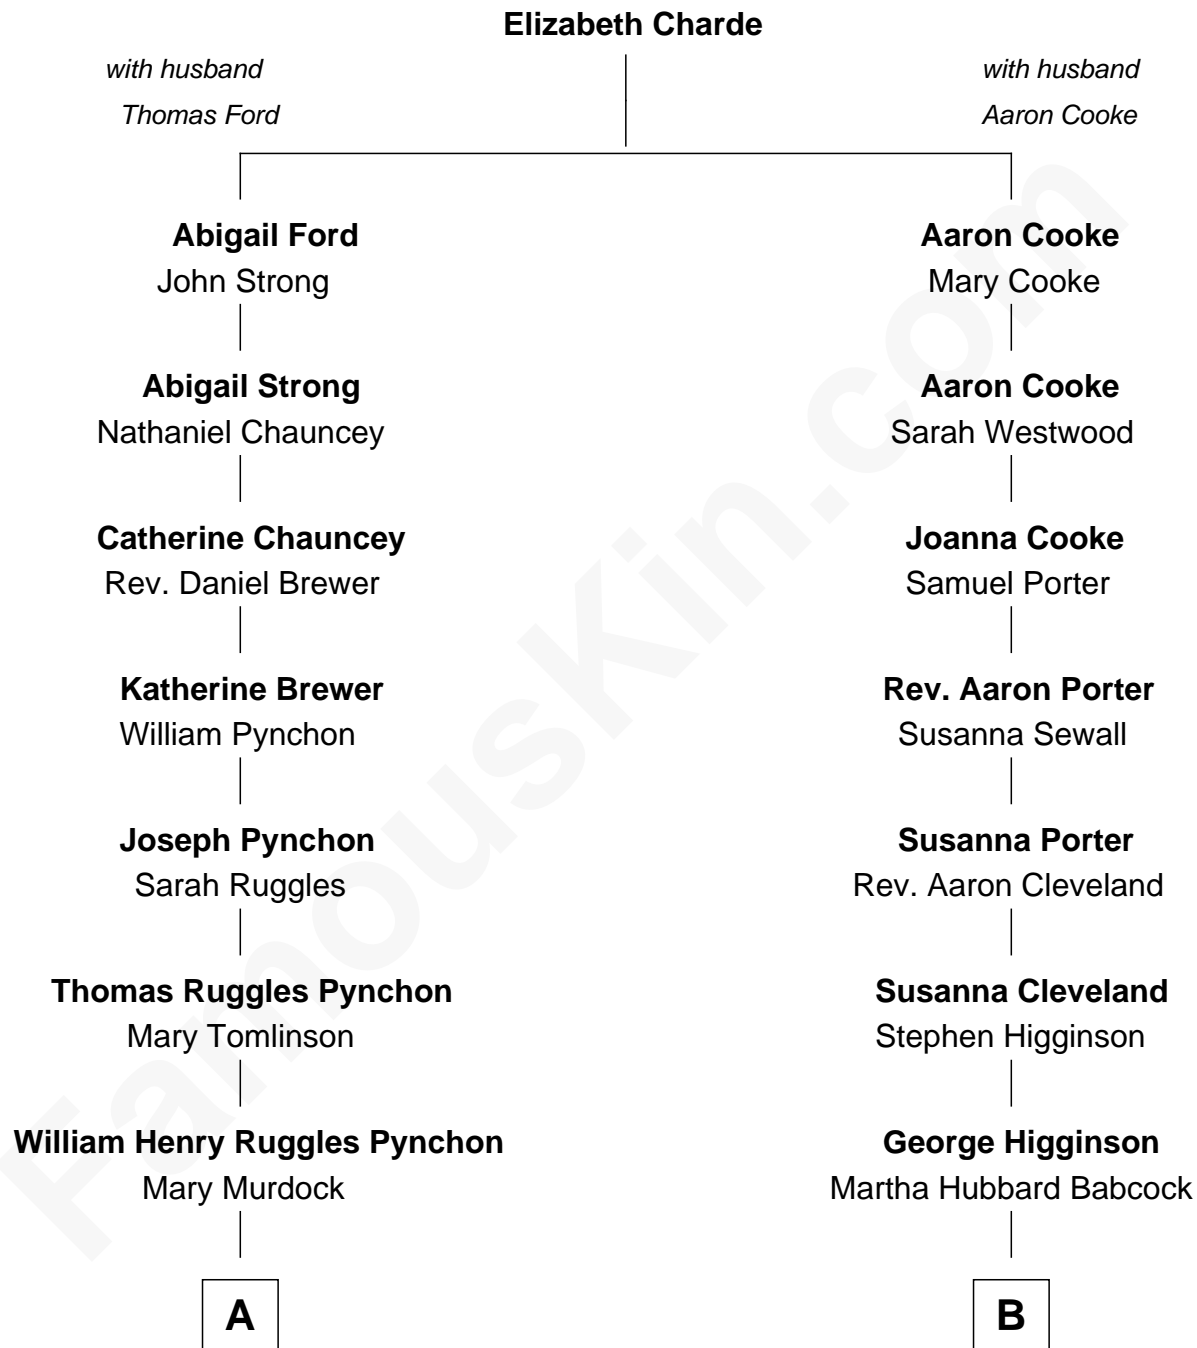 Elizabeth Charde
with husband
Thomas Ford
with husband
Aaron Cooke
Abigail Ford
John Strong
Aaron Cooke
Mary Cooke
Abigail Strong
Nathaniel Chauncey
Aaron Cooke
Sarah Westwood
Catherine Chauncey
Rev. Daniel Brewer
Joanna Cooke
Samuel Porter
Katherine Brewer
William Pynchon
Rev. Aaron Porter
Susanna Sewall
Joseph Pynchon
Sarah Ruggles
Susanna Porter
Rev. Aaron Cleveland
Thomas Ruggles Pynchon
Mary Tomlinson
Susanna Cleveland
Stephen Higginson
William Henry Ruggles Pynchon
Mary Murdock
George Higginson
Martha Hubbard Babcock
A
B
FamousKin.com